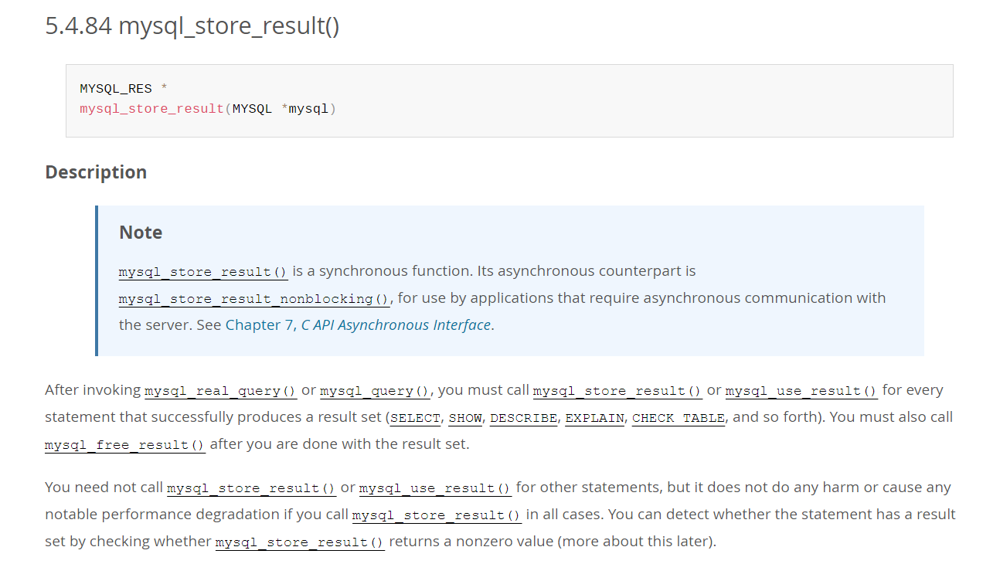 5.4.84 mysql_store_result()
MYSQL_RES *
mysql_store_result(MYSQL *mysql)
Description
Note
mysql_store_result() is a synchronous function. Its asynchronous counterpart is
mysql_store_result_nonblocking(), for use by applications that require asynchronous communication with
the server. See Chapter 7, C API Asynchronous Interface.
After invoking mysql_real_query() or mysql_query(), you must call mysql_store_result() or mysql_use_result() for every
statement that successfully produces a result set (SELECT, SHOW, DESCRIBE, EXPLAIN, CHECK TABLE, and so forth). You must also call
mysql_free_result() after you are done with the result set.
You need not call mysql_store_result() or mysql_use_result() for other statements, but it does not do any harm or cause any
notable performance degradation if you call mysql_store_result() in all cases. You can detect whether the statement has a result
set by checking whether mysql_store_result() returns a nonzero value (more about this later).